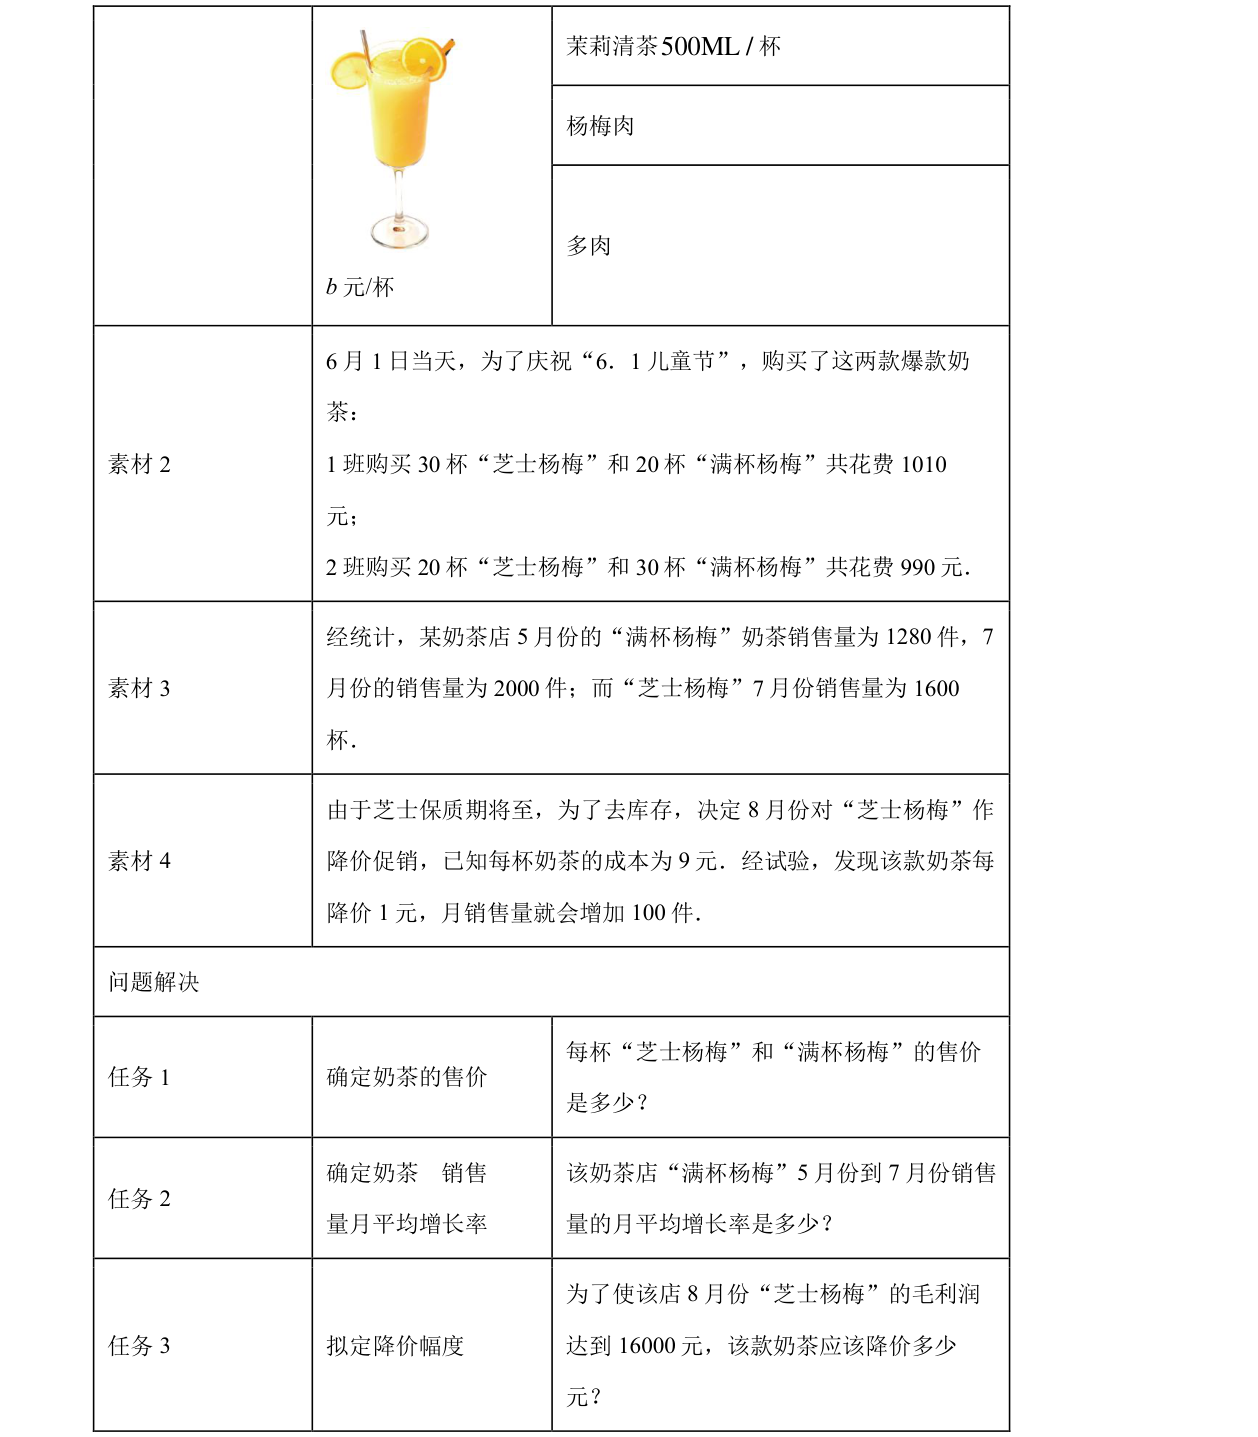 茉莉清茶500ML / 杯
杨梅肉
多肉
b 元/杯
素材 2
6 月 1 日当天，为了庆祝“6．1 儿童节”，购买了这两款爆款奶
茶：
1 班购买 30 杯“芝士杨梅”和 20 杯“满杯杨梅”共花费 1010
元；
2 班购买 20 杯“芝士杨梅”和 30 杯“满杯杨梅”共花费 990 元．
素材 3
经统计，某奶茶店 5 月份的“满杯杨梅”奶茶销售量为 1280 件，7
月份的销售量为 2000 件；而“芝士杨梅”7 月份销售量为 1600
杯．
素材 4
由于芝士保质期将至，为了去库存，决定 8 月份对“芝士杨梅”作
降价促销，已知每杯奶茶的成本为 9 元．经试验，发现该款奶茶每
降价 1 元，月销售量就会增加 100 件．
问题解决
任务 1
确定奶茶的售价
每杯“芝士杨梅”和“满杯杨梅”的售价
是多少？
任务 2
确定奶茶　销售
量月平均增长率
该奶茶店“满杯杨梅”5 月份到 7 月份销售
量的月平均增长率是多少？
任务 3
拟定降价幅度
为了使该店 8 月份“芝士杨梅”的毛利润
达到 16000 元，该款奶茶应该降价多少
元？